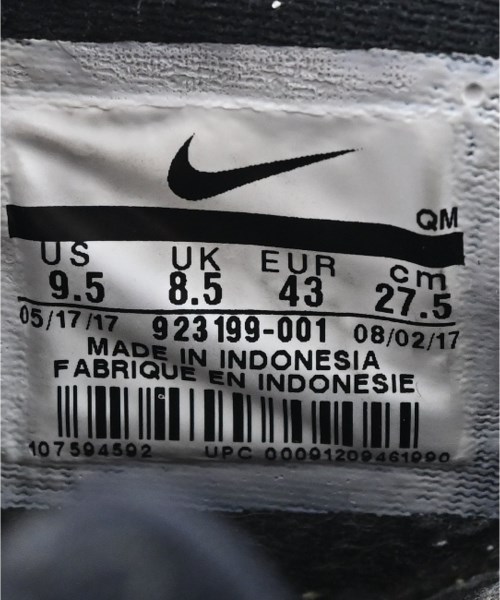 QM
US UK EUR cm
9.5 8.5 43 27.5
05/17/17 923199-001 08/02/17
MADE IN INDONESIA
FABRIQUE EN INDONESIE
107594592 UPC 00091209461990